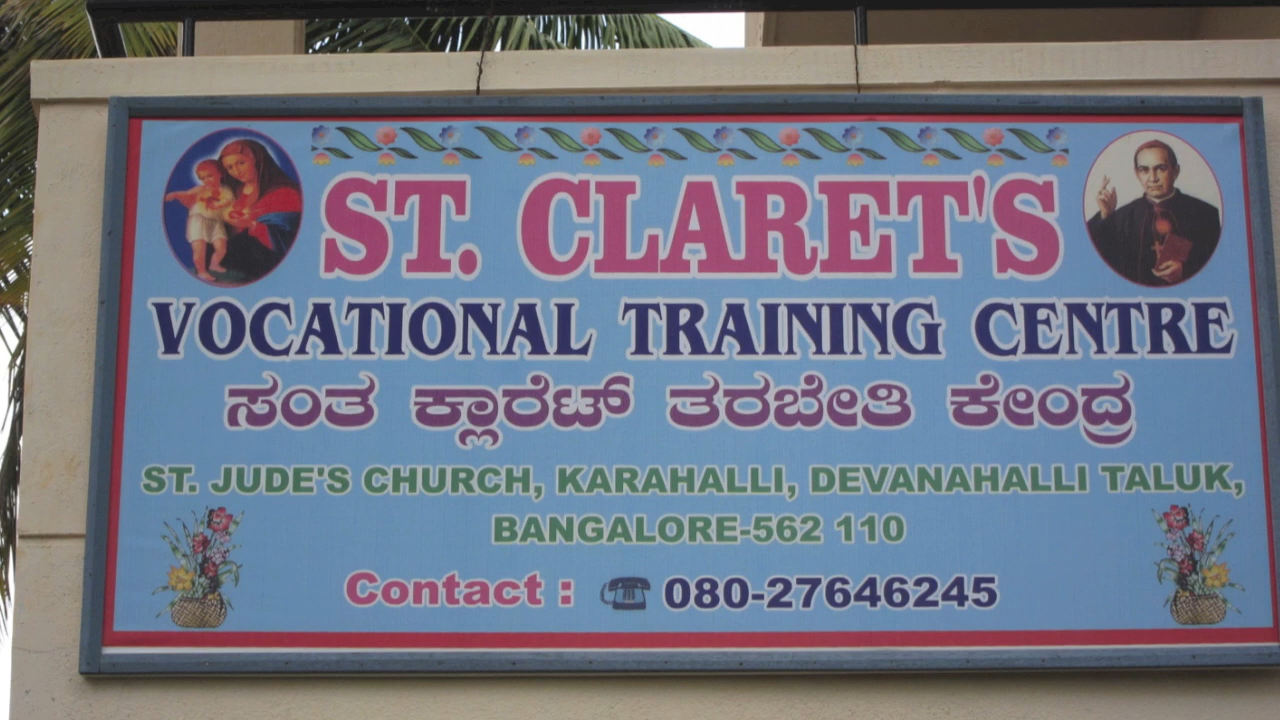 ST. CLARET'S
VOCATIONAL TRAINING CENTRE
ಸಂತ ಕ್ಲಾರೆಟ್ ತರಬೇತಿ ಕೇಂದ್ರ
ST. JUDE'S CHURCH, KARAHALLI, DEVANAHALLI TALUK,
BANGALORE-562 110
Contact : ☎ 080-27646245